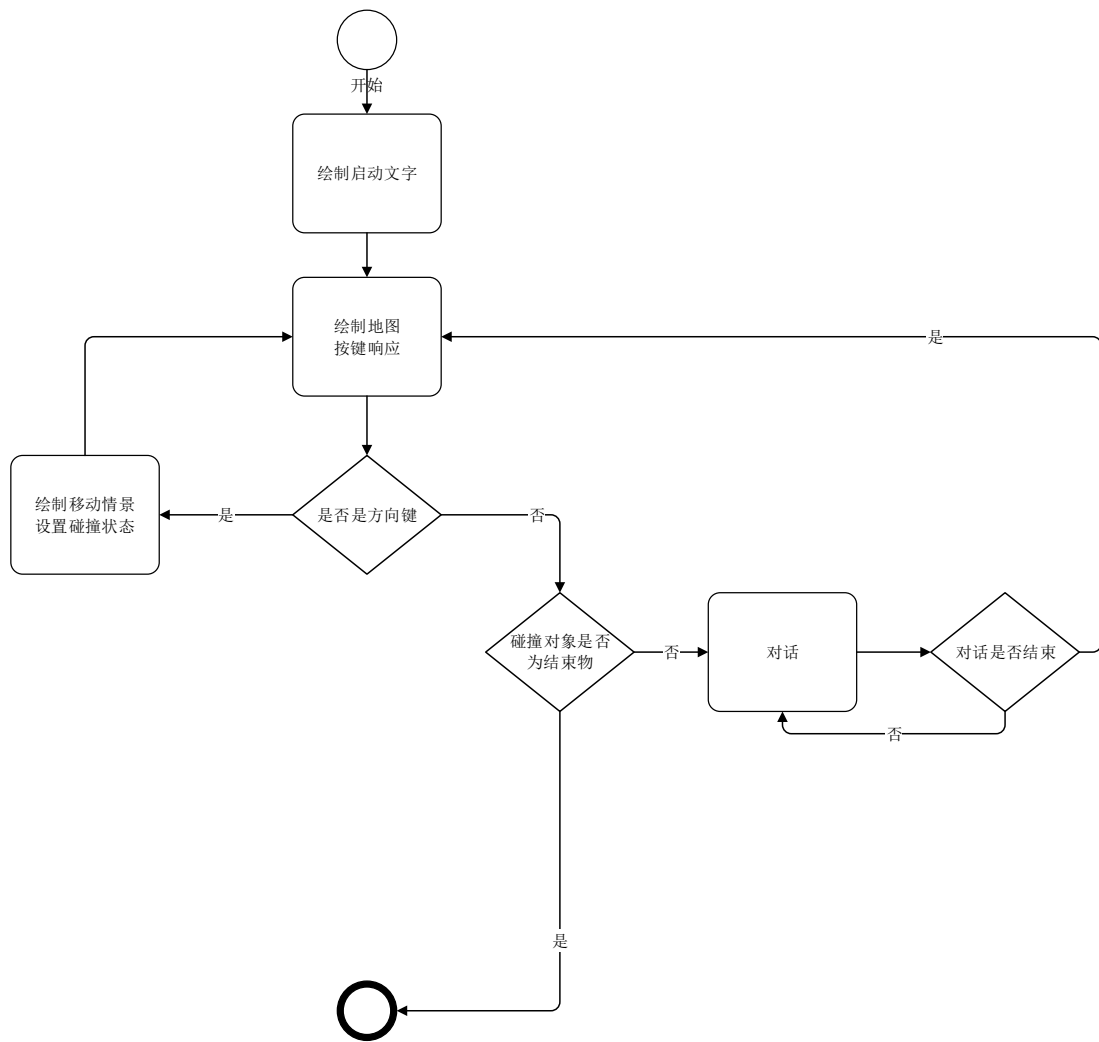 开始
绘制启动文字
绘制地图
按键响应
是
绘制移动情景
设置碰撞状态
是
是否是方向键
否
碰撞对象是否
为结束物
否
对话
对话是否结束
否
是